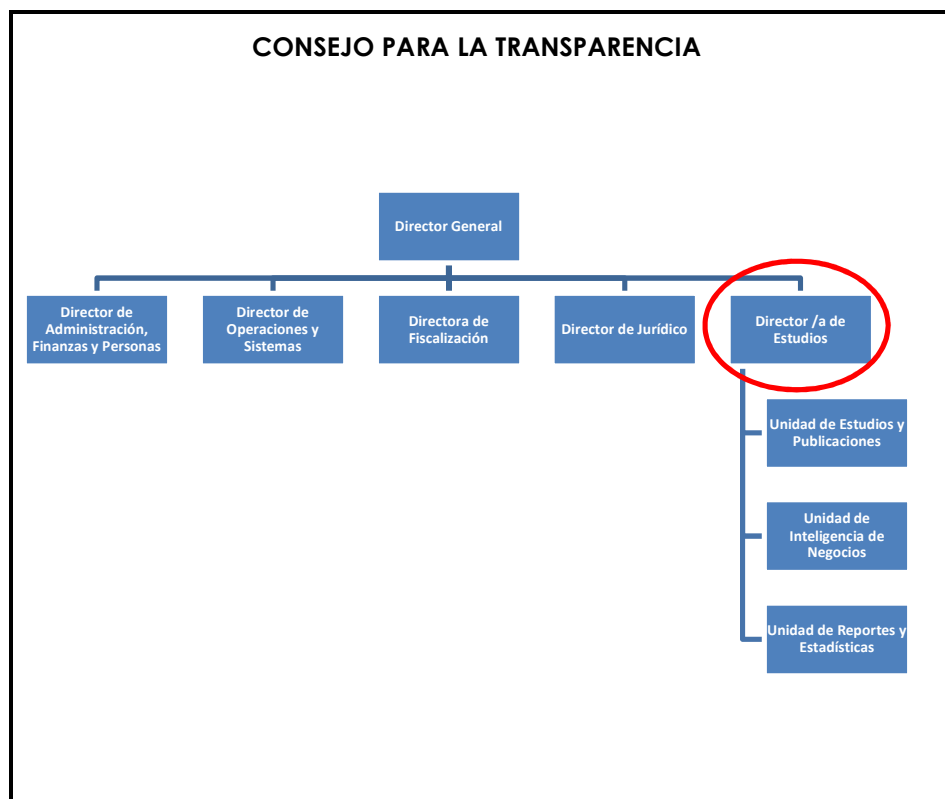 CONSEJO PARA LA TRANSPARENCIA
Director General
Director de
Administración,
Finanzas y Personas
Director de
Operaciones y
Sistemas
Directora de
Fiscalización
Director de Jurídico
Director /a de
Estudios
Unidad de Estudios y
Publicaciones
Unidad de
Inteligencia de
Negocios
Unidad de Reportes y
Estadísticas